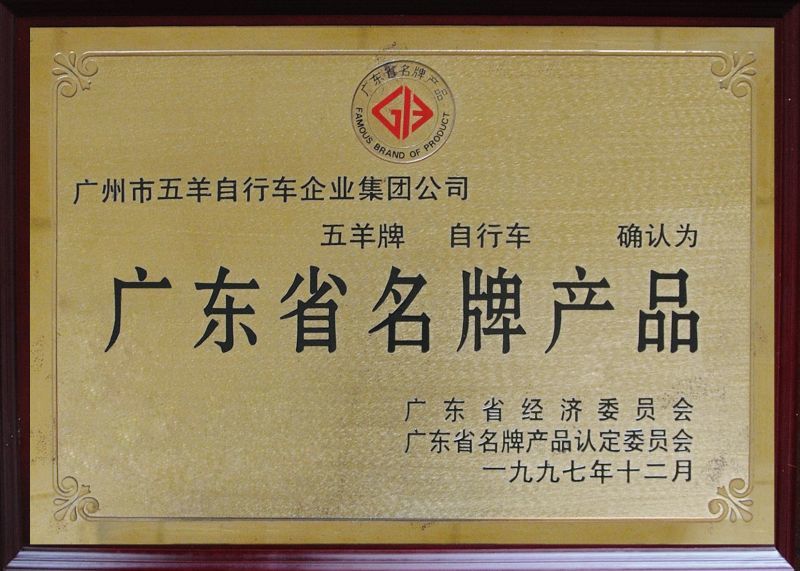 广东省名牌产品
FAMOUS BRAND OF PRODUCT
广州市五羊自行车企业集团公司
五羊牌 自行车 确认为
广东省名牌产品
广东省经济委员会
广东省名牌产品认定委员会
一九九七年十二月